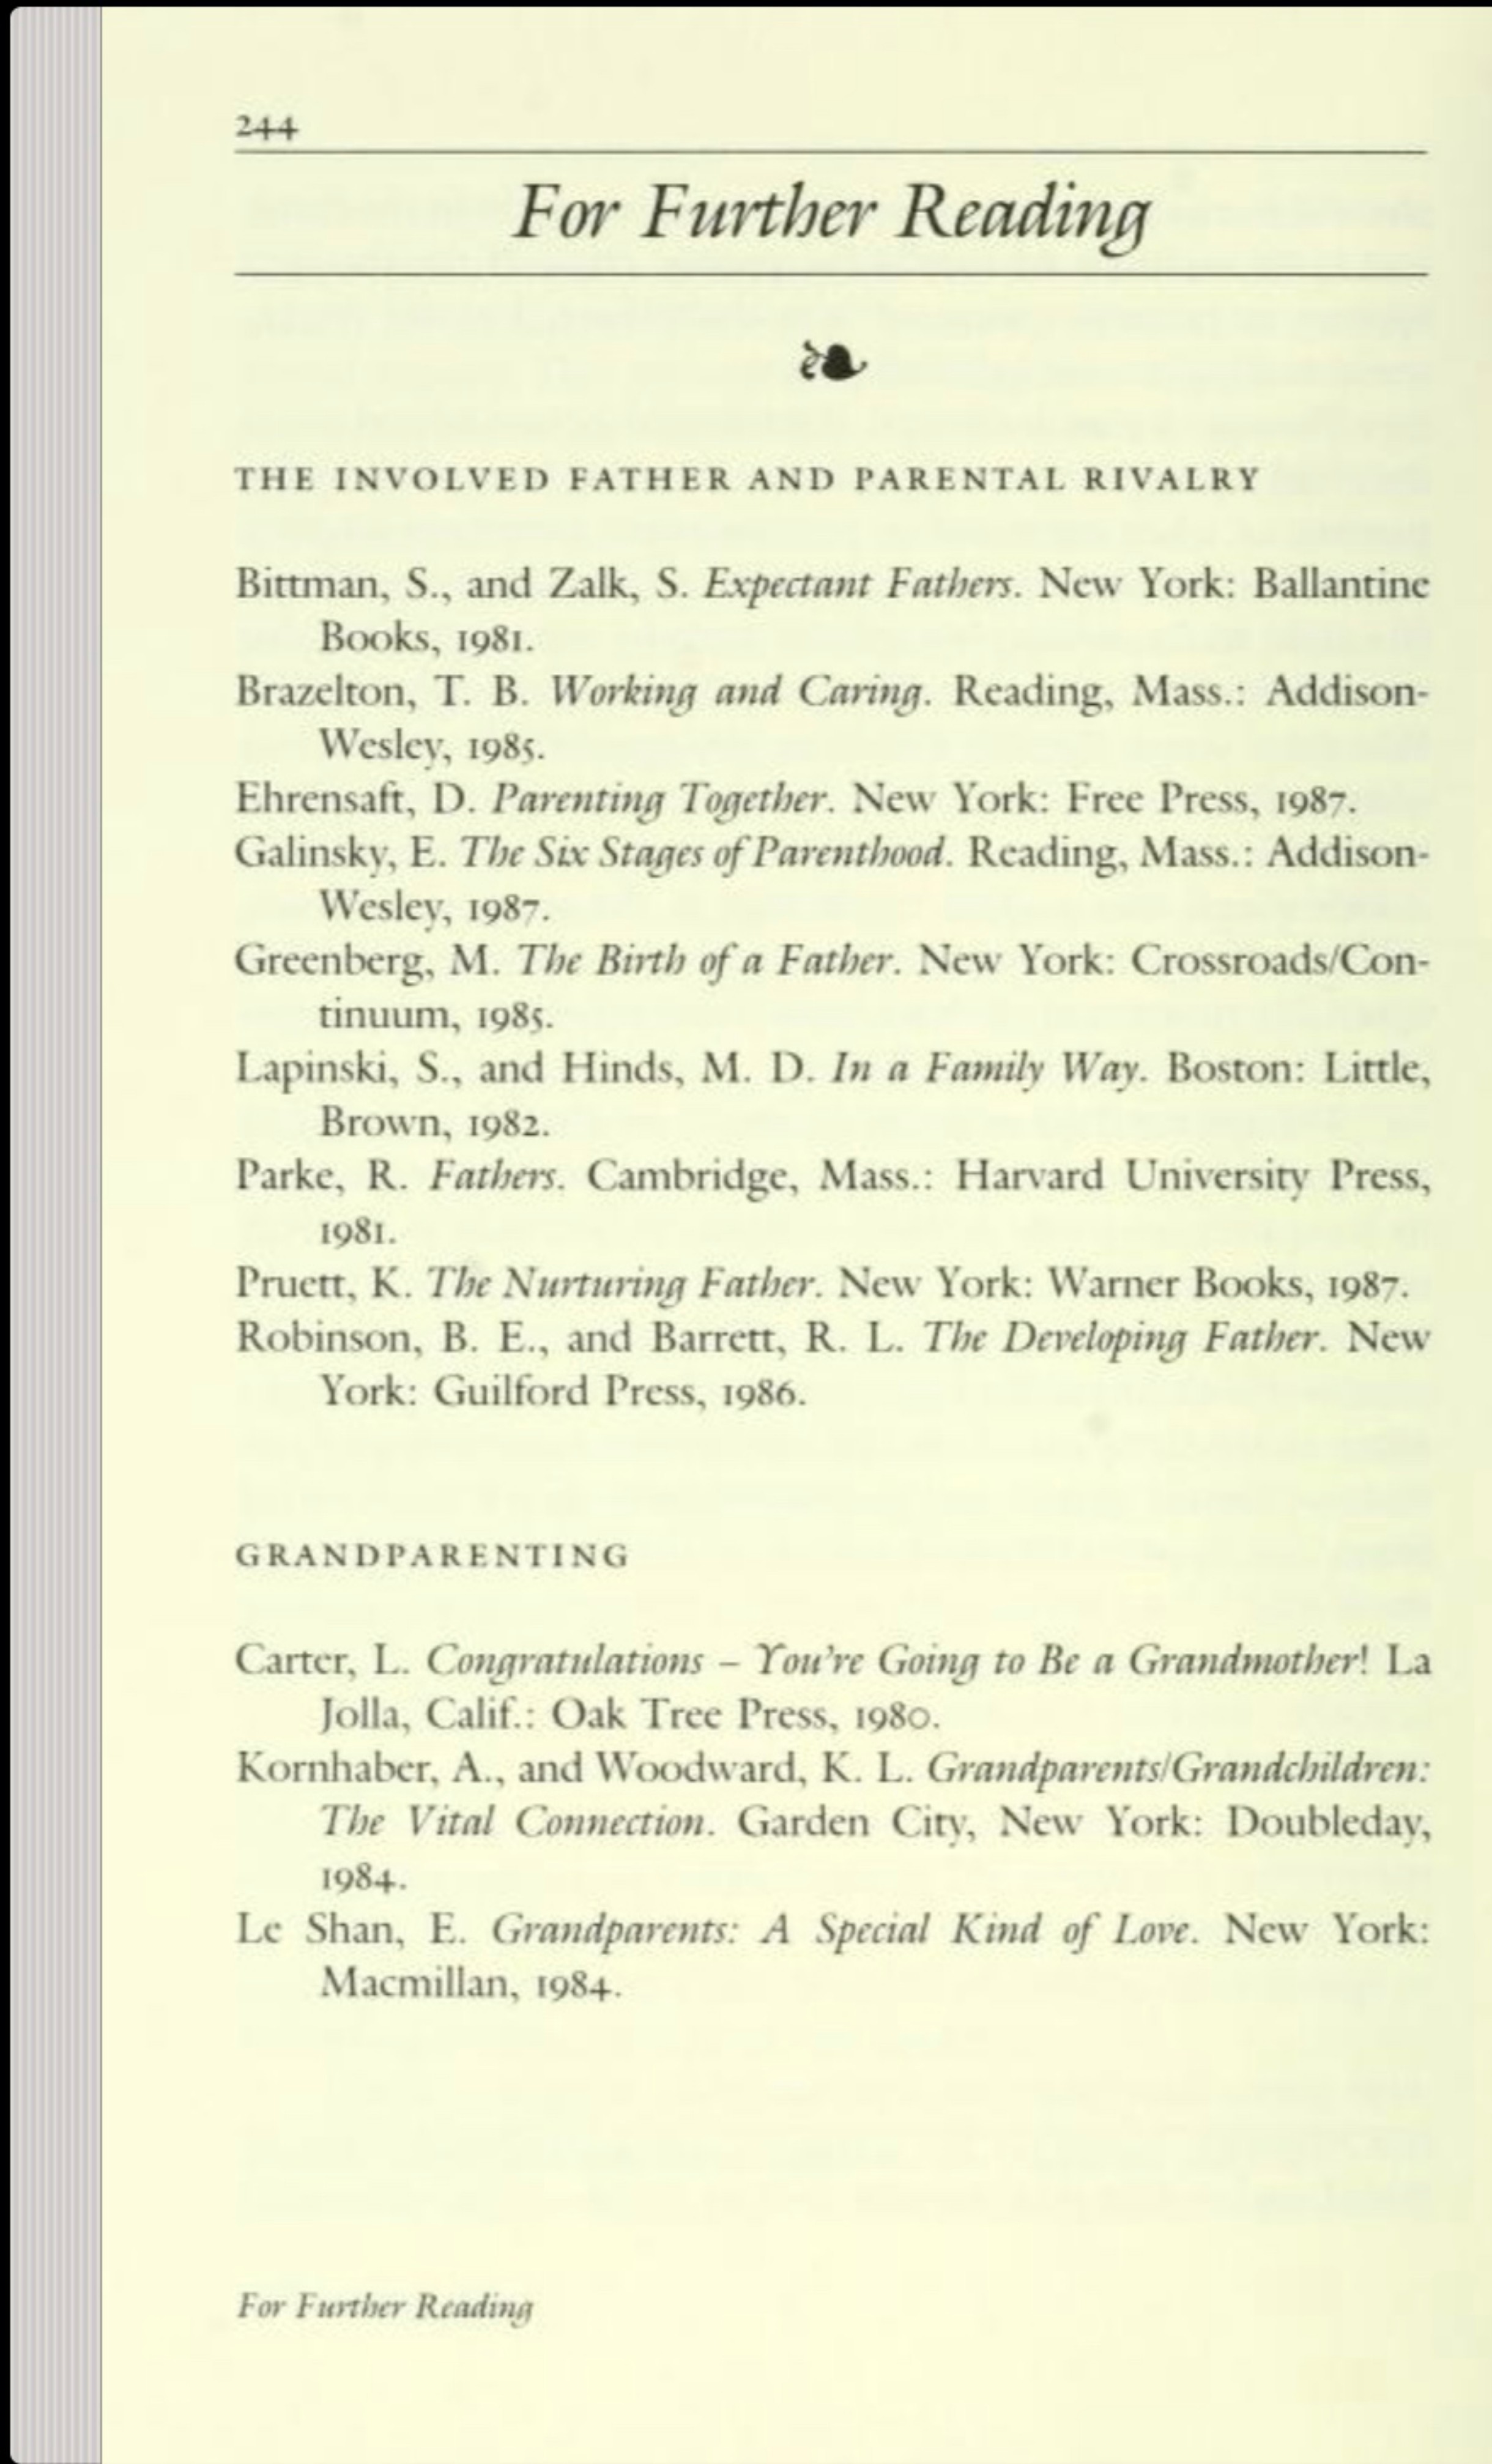 244
For Further Reading
THE INVOLVED FATHER AND PARENTAL RIVALRY
Bittman, S., and Zalk, S. Expectant Fathers. New York: Ballantine
Books, 1981.
Brazelton, T. B. Working and Caring. Reading, Mass.: Addison-
Wesley, 1985.
Ehrensaft, D. Parenting Together. New York: Free Press, 1987.
Galinsky, E. The Six Stages of Parenthood. Reading, Mass.: Addison-
Wesley, 1987.
Greenberg, M. The Birth of a Father. New York: Crossroads/Con-
tinuum, 1985.
Lapinski, S., and Hinds, M. D. In a Family Way. Boston: Little,
Brown, 1982.
Parke, R. Fathers. Cambridge, Mass.: Harvard University Press,
1981.
Pruett, K. The Nurturing Father. New York: Warner Books, 1987.
Robinson, B. E., and Barrett, R. L. The Developing Father. New
York: Guilford Press, 1986.
GRANDPARENTING
Carter, L. Congratulations – You're Going to Be a Grandmother! La
Jolla, Calif.: Oak Tree Press, 1980.
Kornhaber, A., and Woodward, K. L. Grandparents/Grandchildren:
The Vital Connection. Garden City, New York: Doubleday,
1984.
Le Shan, E. Grandparents: A Special Kind of Love. New York:
Macmillan, 1984.
For Further Reading